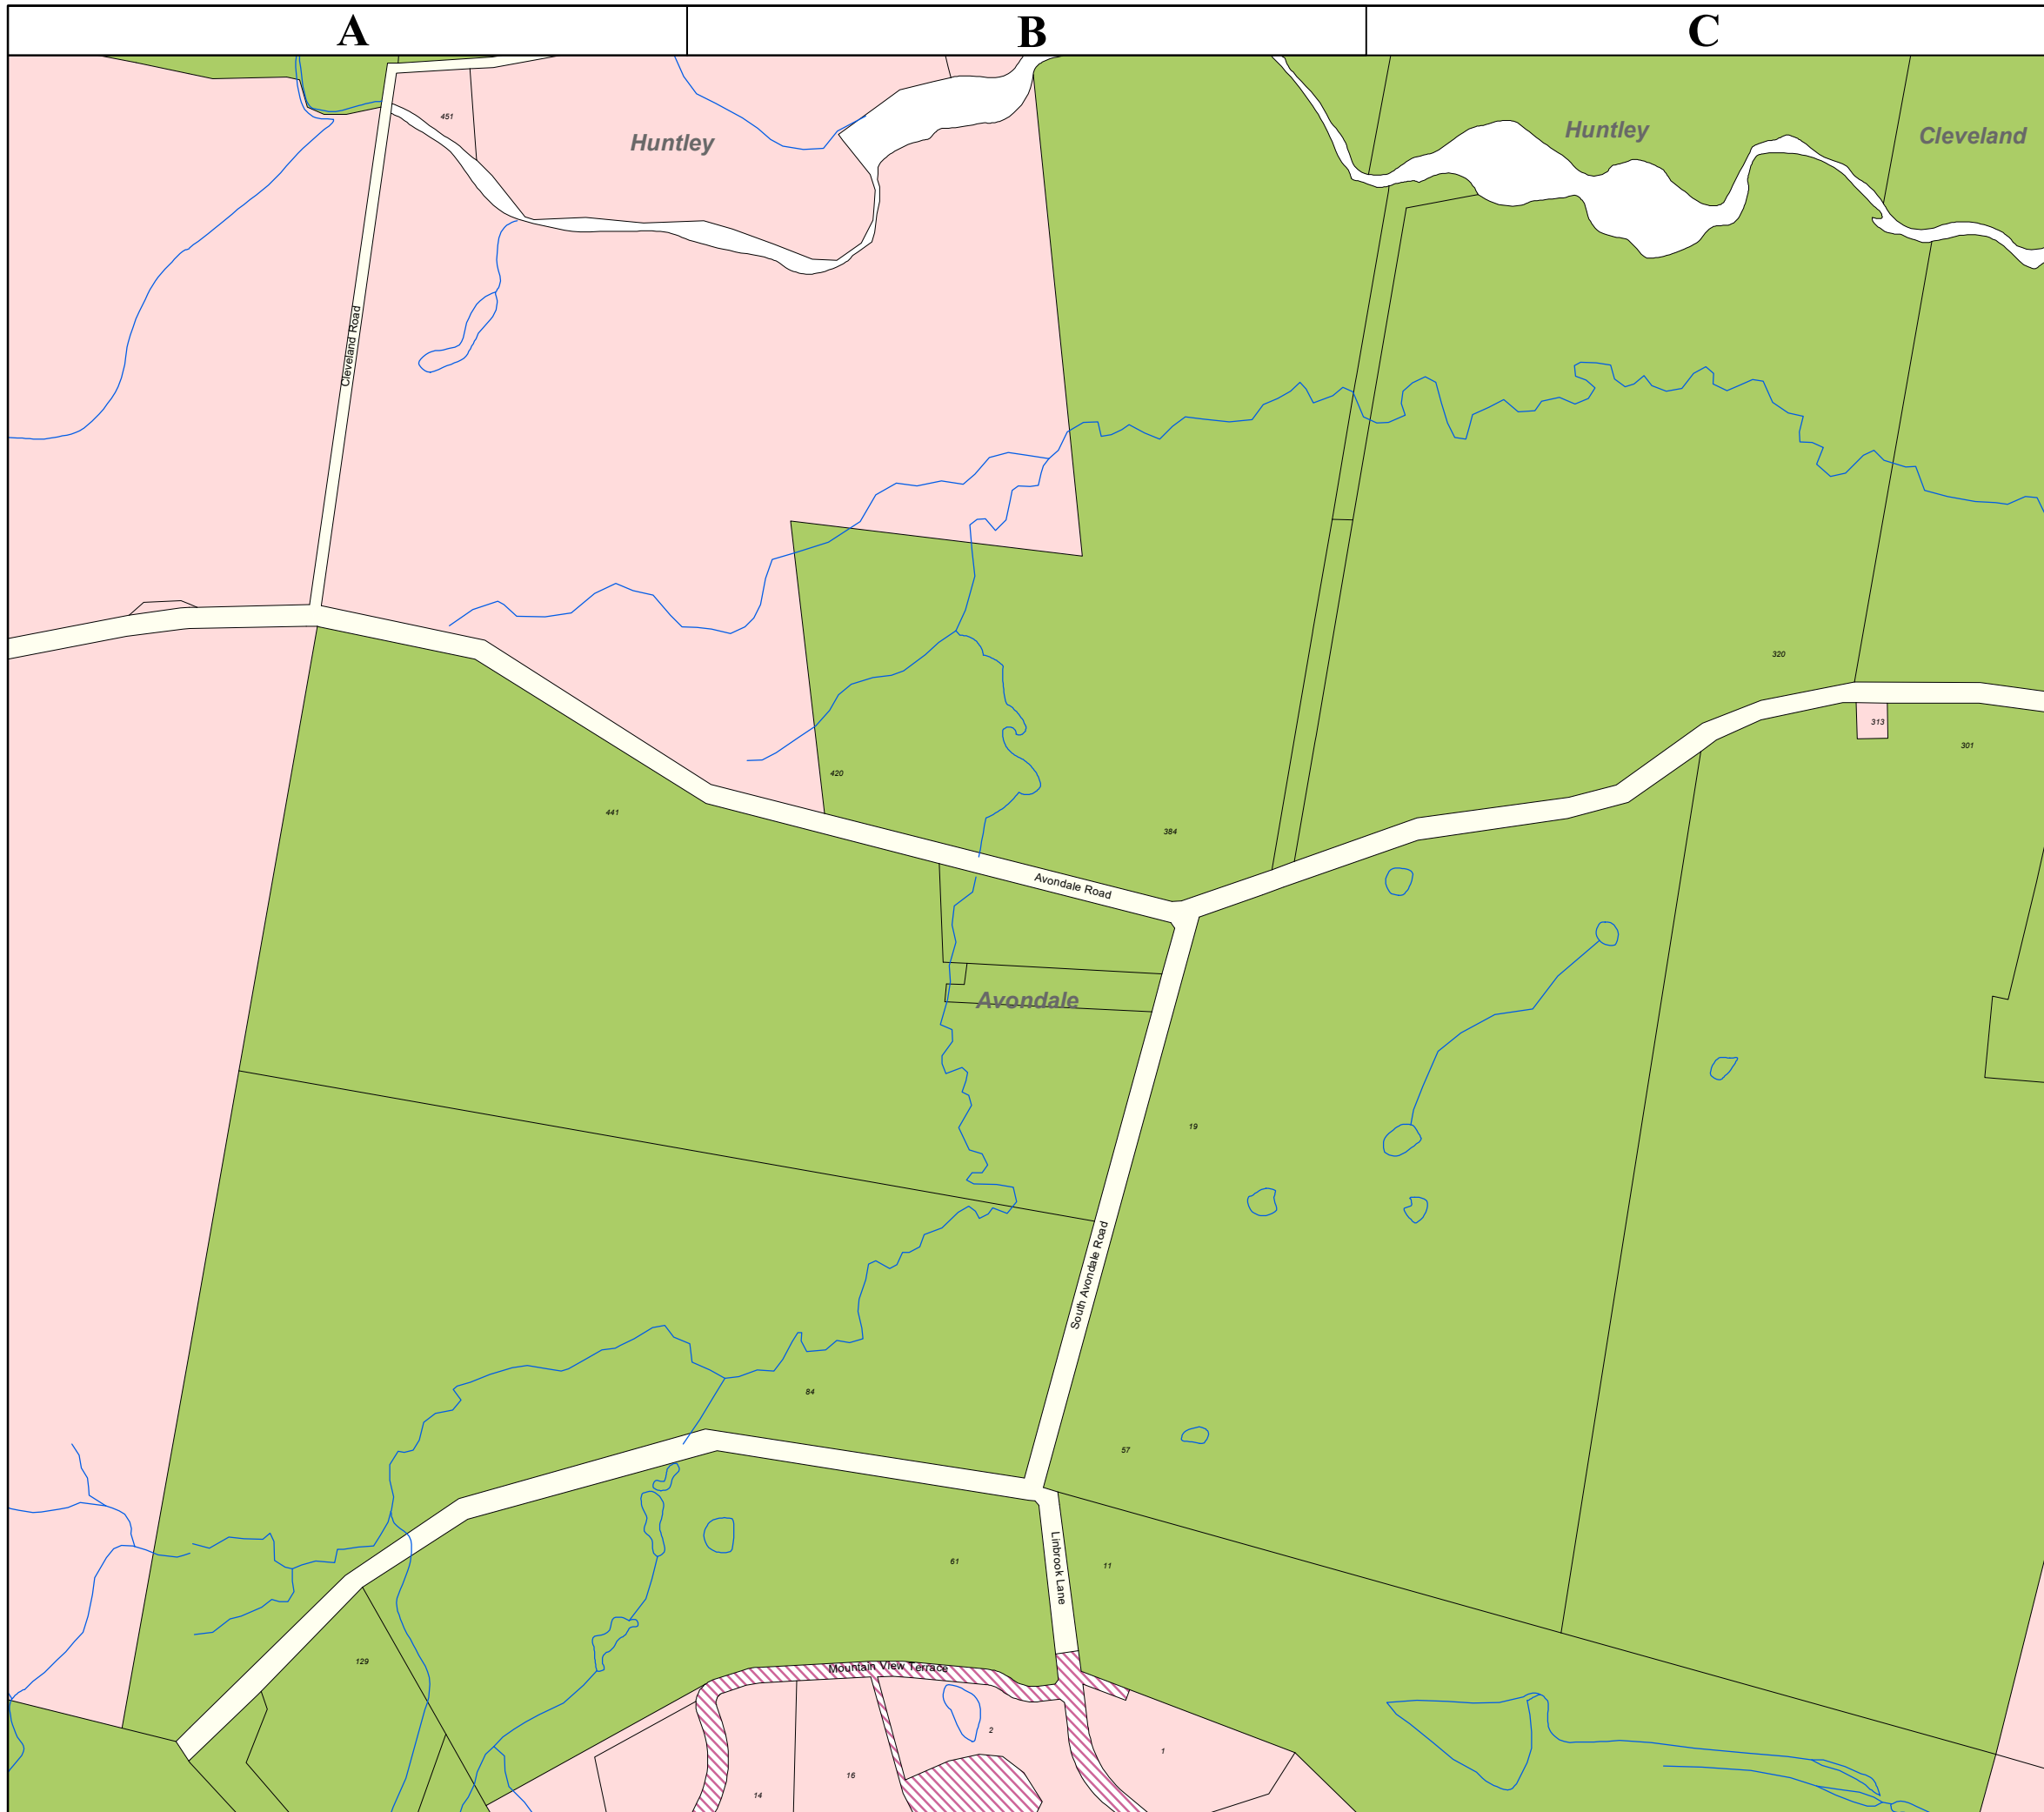 A B C
451
Huntley
Huntley
Cleveland
Cleveland Road
320
313
301
420
441
384
Avondale Road
Avondale
19
South Avondale Road
84
57
Linbrook Lane
61
11
129
Mountain View Terrace
2
1
16
14